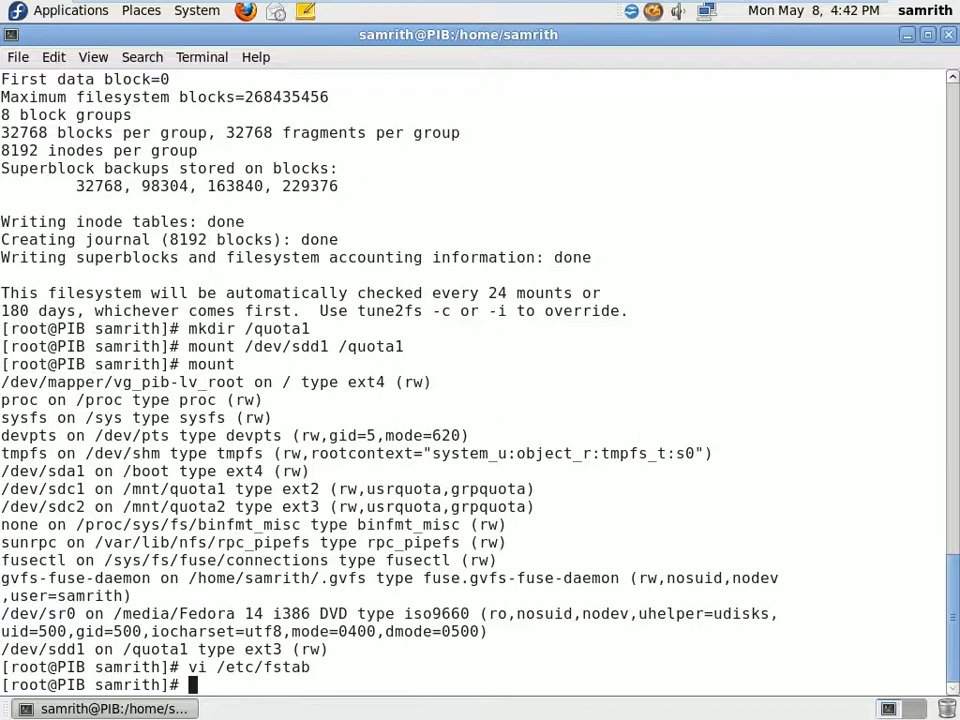 Applications Places System Mon May 8, 4:42 PM samrith
samrith@PIB:/home/samrith
File Edit View Search Terminal Help
First data block=0
Maximum filesystem blocks=268435456
8 block groups
32768 blocks per group, 32768 fragments per group
8192 inodes per group
Superblock backups stored on blocks:
32768, 98304, 163840, 229376
Writing inode tables: done
Creating journal (8192 blocks): done
Writing superblocks and filesystem accounting information: done
This filesystem will be automatically checked every 24 mounts or
180 days, whichever comes first.  Use tune2fs -c or -i to override.
[root@PIB samrith]# mkdir /quota1
[root@PIB samrith]# mount /dev/sdd1 /quota1
[root@PIB samrith]# mount
/dev/mapper/vg_pib-lv_root on / type ext4 (rw)
proc on /proc type proc (rw)
sysfs on /sys type sysfs (rw)
devpts on /dev/pts type devpts (rw,gid=5,mode=620)
tmpfs on /dev/shm type tmpfs (rw,rootcontext="system_u:object_r:tmpfs_t:s0")
/dev/sda1 on /boot type ext4 (rw)
/dev/sdc1 on /mnt/quota1 type ext2 (rw,usrquota,grpquota)
/dev/sdc2 on /mnt/quota2 type ext3 (rw,usrquota,grpquota)
none on /proc/sys/fs/binfmt_misc type binfmt_misc (rw)
sunrpc on /var/lib/nfs/rpc_pipefs type rpc_pipefs (rw)
fusectl on /sys/fs/fuse/connections type fusectl (rw)
gvfs-fuse-daemon on /home/samrith/.gvfs type fuse.gvfs-fuse-daemon (rw,nosuid,nodev
,user=samrith)
/dev/sr0 on /media/Fedora 14 i386 DVD type iso9660 (ro,nosuid,nodev,uhelper=udisks,
uid=500,gid=500,iocharset=utf8,mode=0400,dmode=0500)
/dev/sdd1 on /quota1 type ext3 (rw)
[root@PIB samrith]# vi /etc/fstab
[root@PIB samrith]#
samrith@PIB:/home/s...